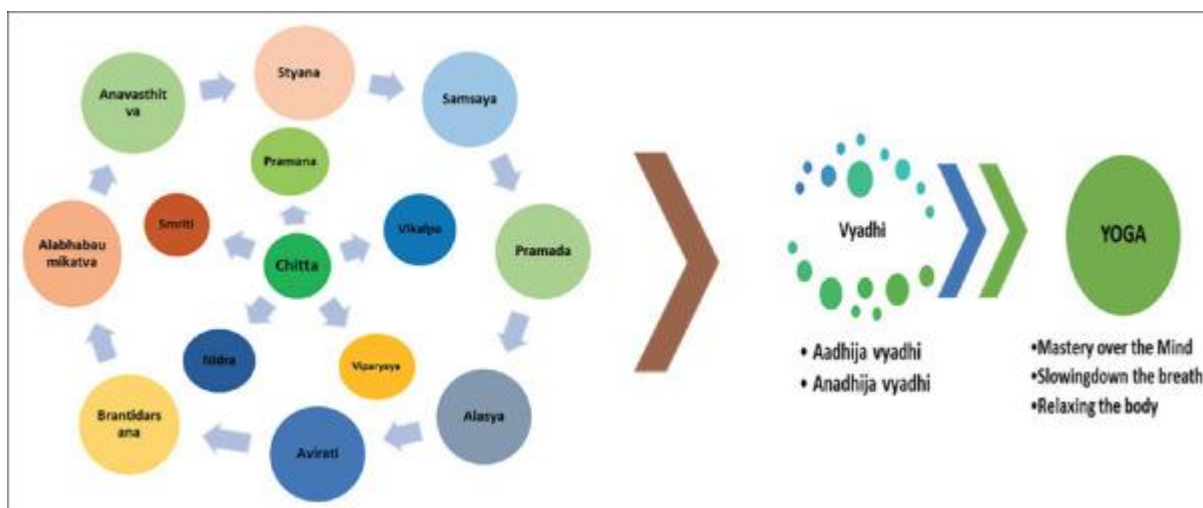 Styana
Samsaya
Pramada
Alasya
Avirati
Brantidars
ana
Alabhabau
mikatva
Anavasthit
va
Pramana
Vikalpa
Viparyaya
Nidra
Smriti
Chitta
Vyadhi
• Aadhija vyadhi
• Anadhija vyadhi
YOGA
•Mastery over the Mind
•Slowingdown the breath
•Relaxing the body